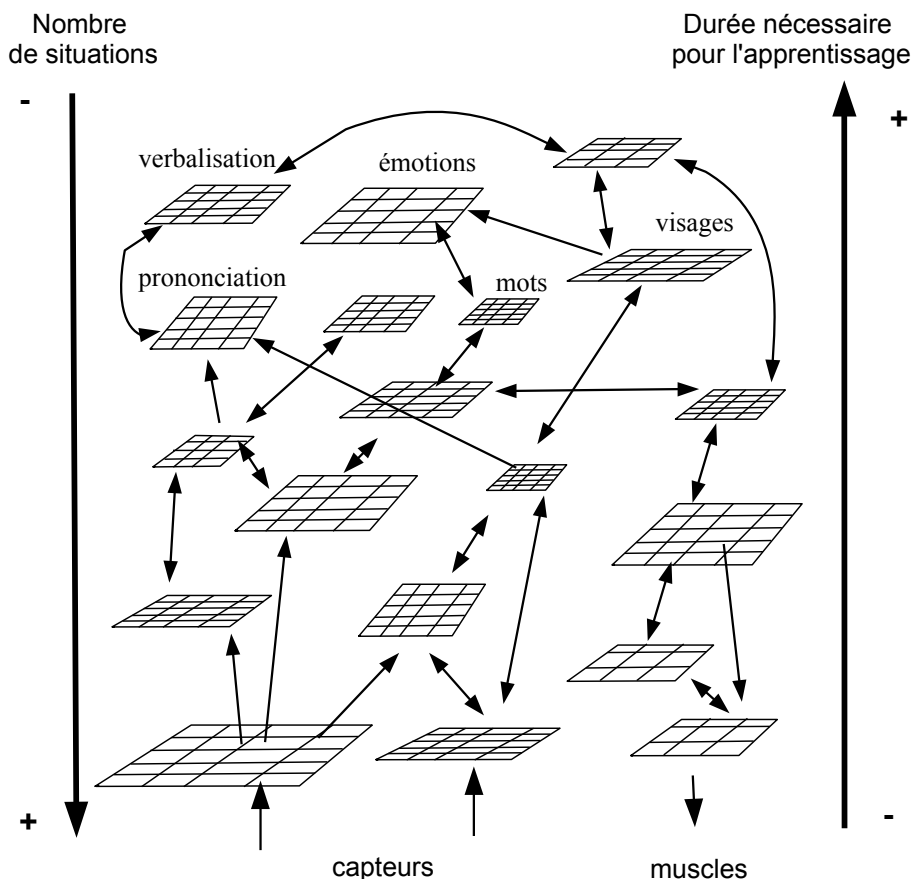 Nombre
de situations
Durée nécessaire
pour l'apprentissage
-
+
verbalisation
émotions
visages
prononciation
mots
+
-
capteurs
muscles